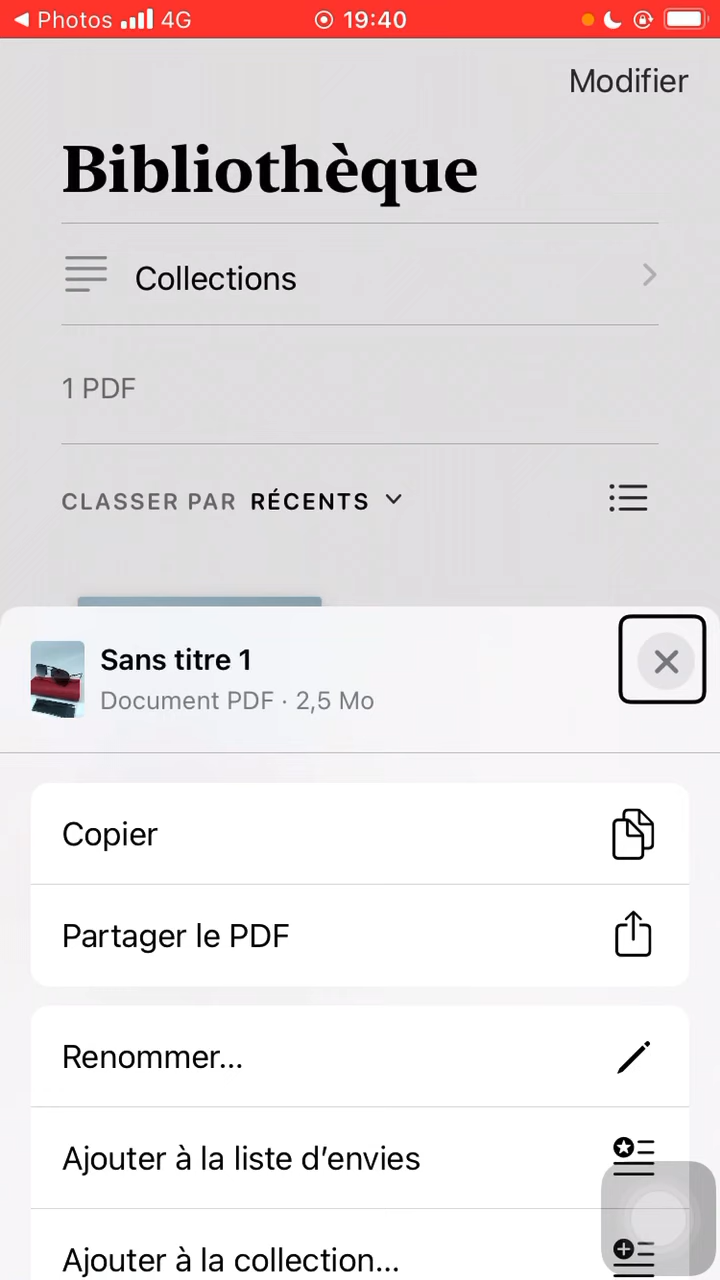 Photos 4G 19:40
Modifier
Bibliothèque
Collections
1 PDF
CLASSER PAR RÉCENTS
Sans titre 1
Document PDF · 2,5 Mo
Copier
Partager le PDF
Renommer...
Ajouter à la liste d’envies
Ajouter à la collection...